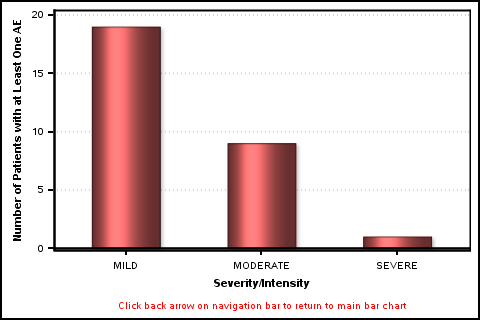 Number of Patients with at Least One AE
20
15
10
5
0
MILD MODERATE SEVERE
Severity/Intensity
Click back arrow on navigation bar to return to main bar chart